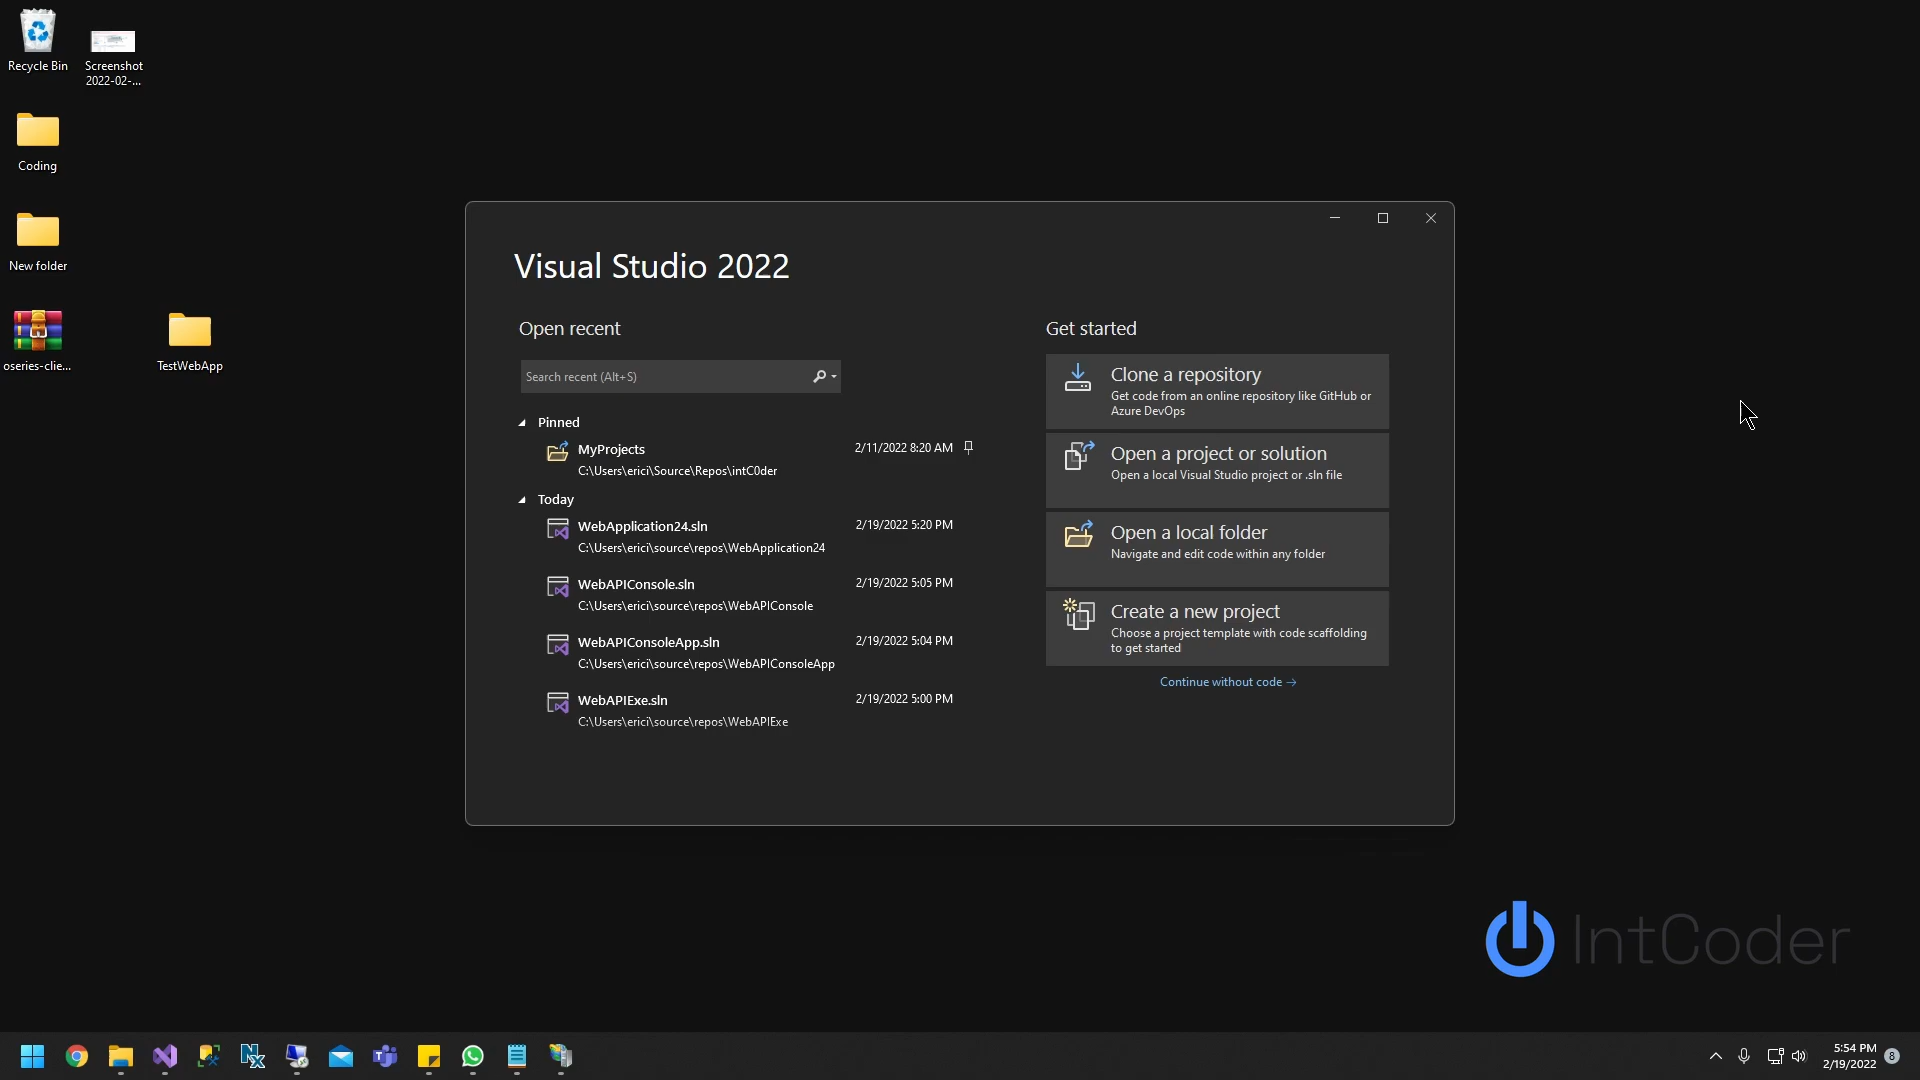 Recycle Bin
Screenshot
2022-02-...
Coding
New folder
oseries-clie...
TestWebApp
Visual Studio 2022
Open recent
Search recent (Alt+S)
Pinned
MyProjects
2/11/2022 8:20 AM
C:\Users\erici\Source\Repos\intC0der
Today
WebApplication24.sln
2/19/2022 5:20 PM
C:\Users\erici\source\repos\WebApplication24
WebAPIConsole.sln
2/19/2022 5:05 PM
C:\Users\erici\source\repos\WebAPIConsole
WebAPIConsoleApp.sln
2/19/2022 5:04 PM
C:\Users\erici\source\repos\WebAPIConsoleApp
WebAPIExe.sln
2/19/2022 5:00 PM
C:\Users\erici\source\repos\WebAPIExe
Get started
Clone a repository
Get code from an online repository like GitHub or
Azure DevOps
Open a project or solution
Open a local Visual Studio project or .sln file
Open a local folder
Navigate and edit code within any folder
Create a new project
Choose a project template with code scaffolding
to get started
Continue without code →
IntCoder
5:54 PM
2/19/2022
8